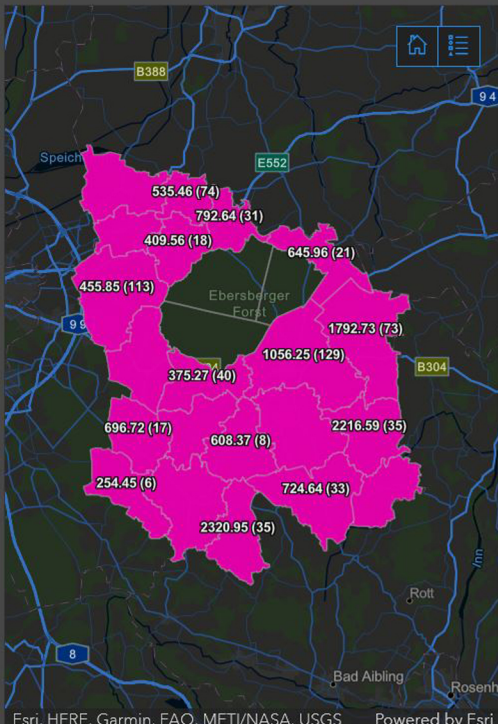 B388
94
Speich
E552
535.46 (74)
792.64 (31)
409.56 (18)
645.96 (21)
455.85 (113)
Ebersberger
Forst
99
1792.73 (73)
1056.25 (129)
375.27 (40)
B304
696.72 (17)
608.37 (8)
2216.59 (35)
254.45 (6)
724.64 (33)
2320.95 (35)
Inn
Rott
8
Bad Aibling
Rosenh
Esri, HERE, Garmin, FAO, METI/NASA, USGS
Powered by Esri